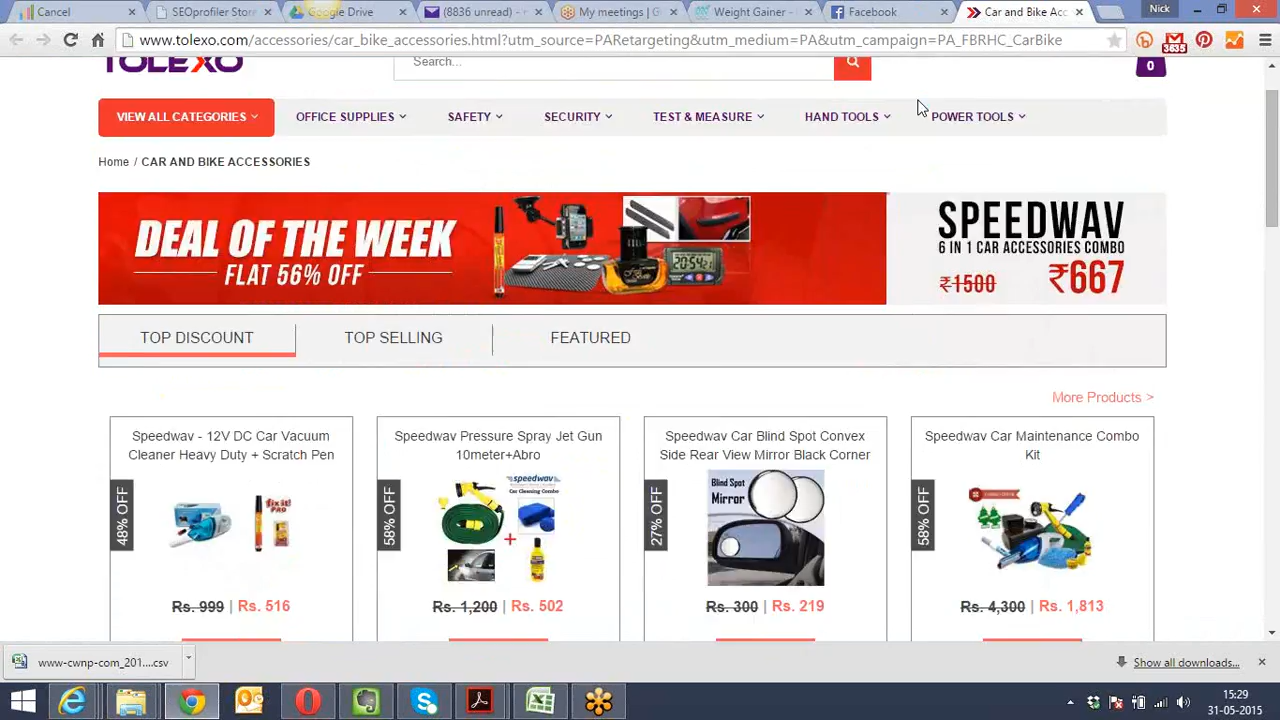 Cancel
SEOprofiler Store
Google Drive
(8836 unread) -
My meetings | G
Weight Gainer -
Facebook
Car and Bike Acc
Nick
www.tolexo.com/accessories/car_bike_accessories.html?utm_source=PARetargeting&utm_medium=PA&utm_campaign=PA_FBRHC_CarBike
3635
TOLEXO
Search...
0
VIEW ALL CATEGORIES
OFFICE SUPPLIES
SAFETY
SECURITY
TEST & MEASURE
HAND TOOLS
POWER TOOLS
Home / CAR AND BIKE ACCESSORIES
DEAL OF THE WEEK
FLAT 56% OFF
SPEEDWAV
6 IN 1 CAR ACCESSORIES COMBO
₹1500 ₹667
TOP DISCOUNT
TOP SELLING
FEATURED
More Products >
Speedwav - 12V DC Car Vacuum
Cleaner Heavy Duty + Scratch Pen
48% OFF
Rs. 999 | Rs. 516
Speedwav Pressure Spray Jet Gun
10meter+Abro
58% OFF
speedwav
Car Cleaning Combo
Rs. 1,200 | Rs. 502
Speedwav Car Blind Spot Convex
Side Rear View Mirror Black Corner
27% OFF
Blind Spot
Mirror
Rs. 300 | Rs. 219
Speedwav Car Maintenance Combo
Kit
58% OFF
Rs. 4,300 | Rs. 1,813
www-cwnp-com_201....csv
Show all downloads...
15:29
31-05-2015